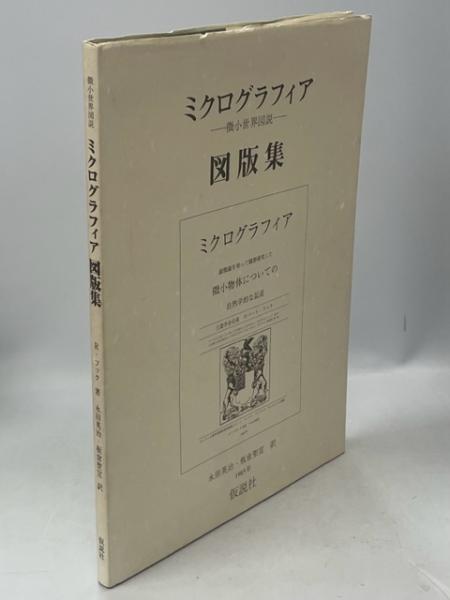 微小世界図説
ミクログラフィア 図版集
R・フック 著
永田英治 板倉聖宣 訳
仮説社
ミクログラフィア
―微小世界図説―
図版集
ミクログラフィア
微小物体についての
自然学的な記述
永田英治・板倉聖宣 訳
仮説社